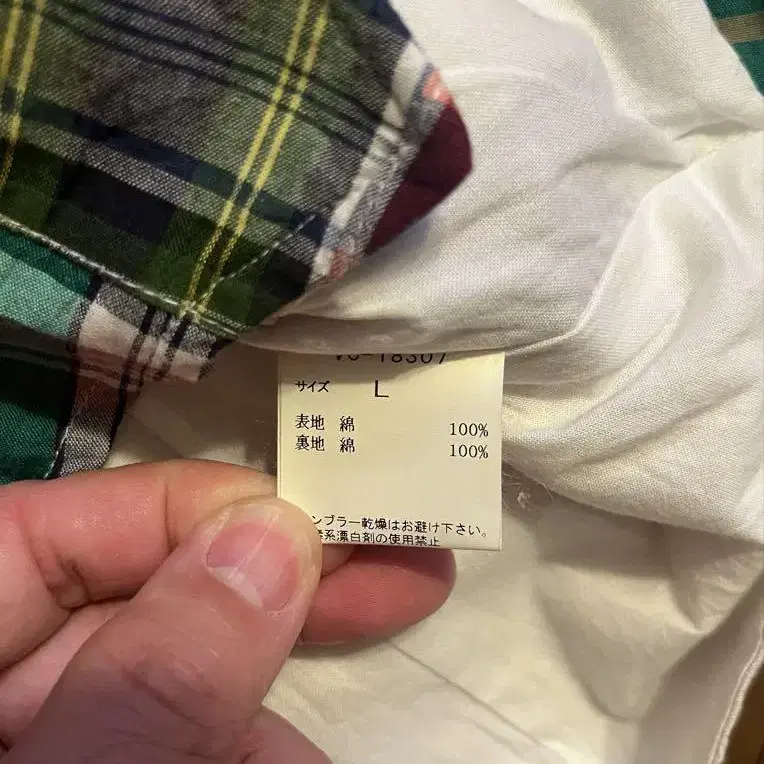 サイズ L
表地 綿 100%
裏地 綿 100%
ンブラー乾燥はお避け下さい。
素系漂白剤の使用禁止